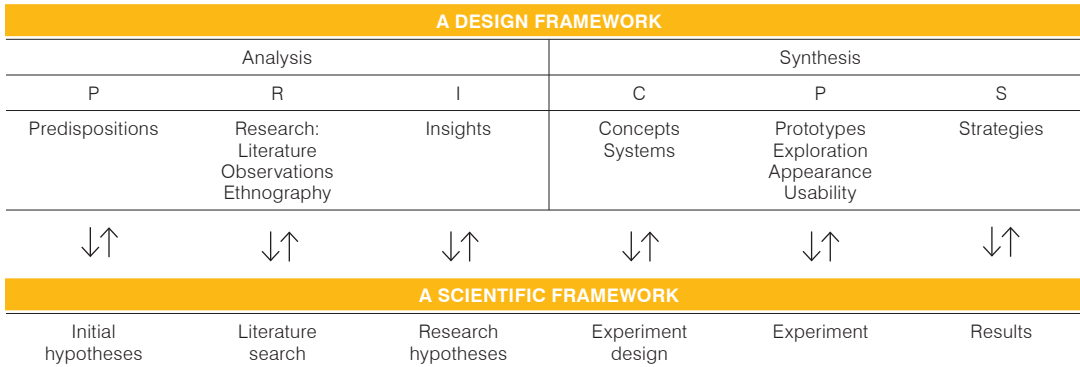 A DESIGN FRAMEWORK
Analysis Synthesis
P R I C P S
Predispositions Research: Insights Concepts Prototypes Strategies
Literature Systems Exploration
Observations Appearance
Ethnography Usability
A SCIENTIFIC FRAMEWORK
Initial Literature Research Experiment Experiment Results
hypotheses search hypotheses design